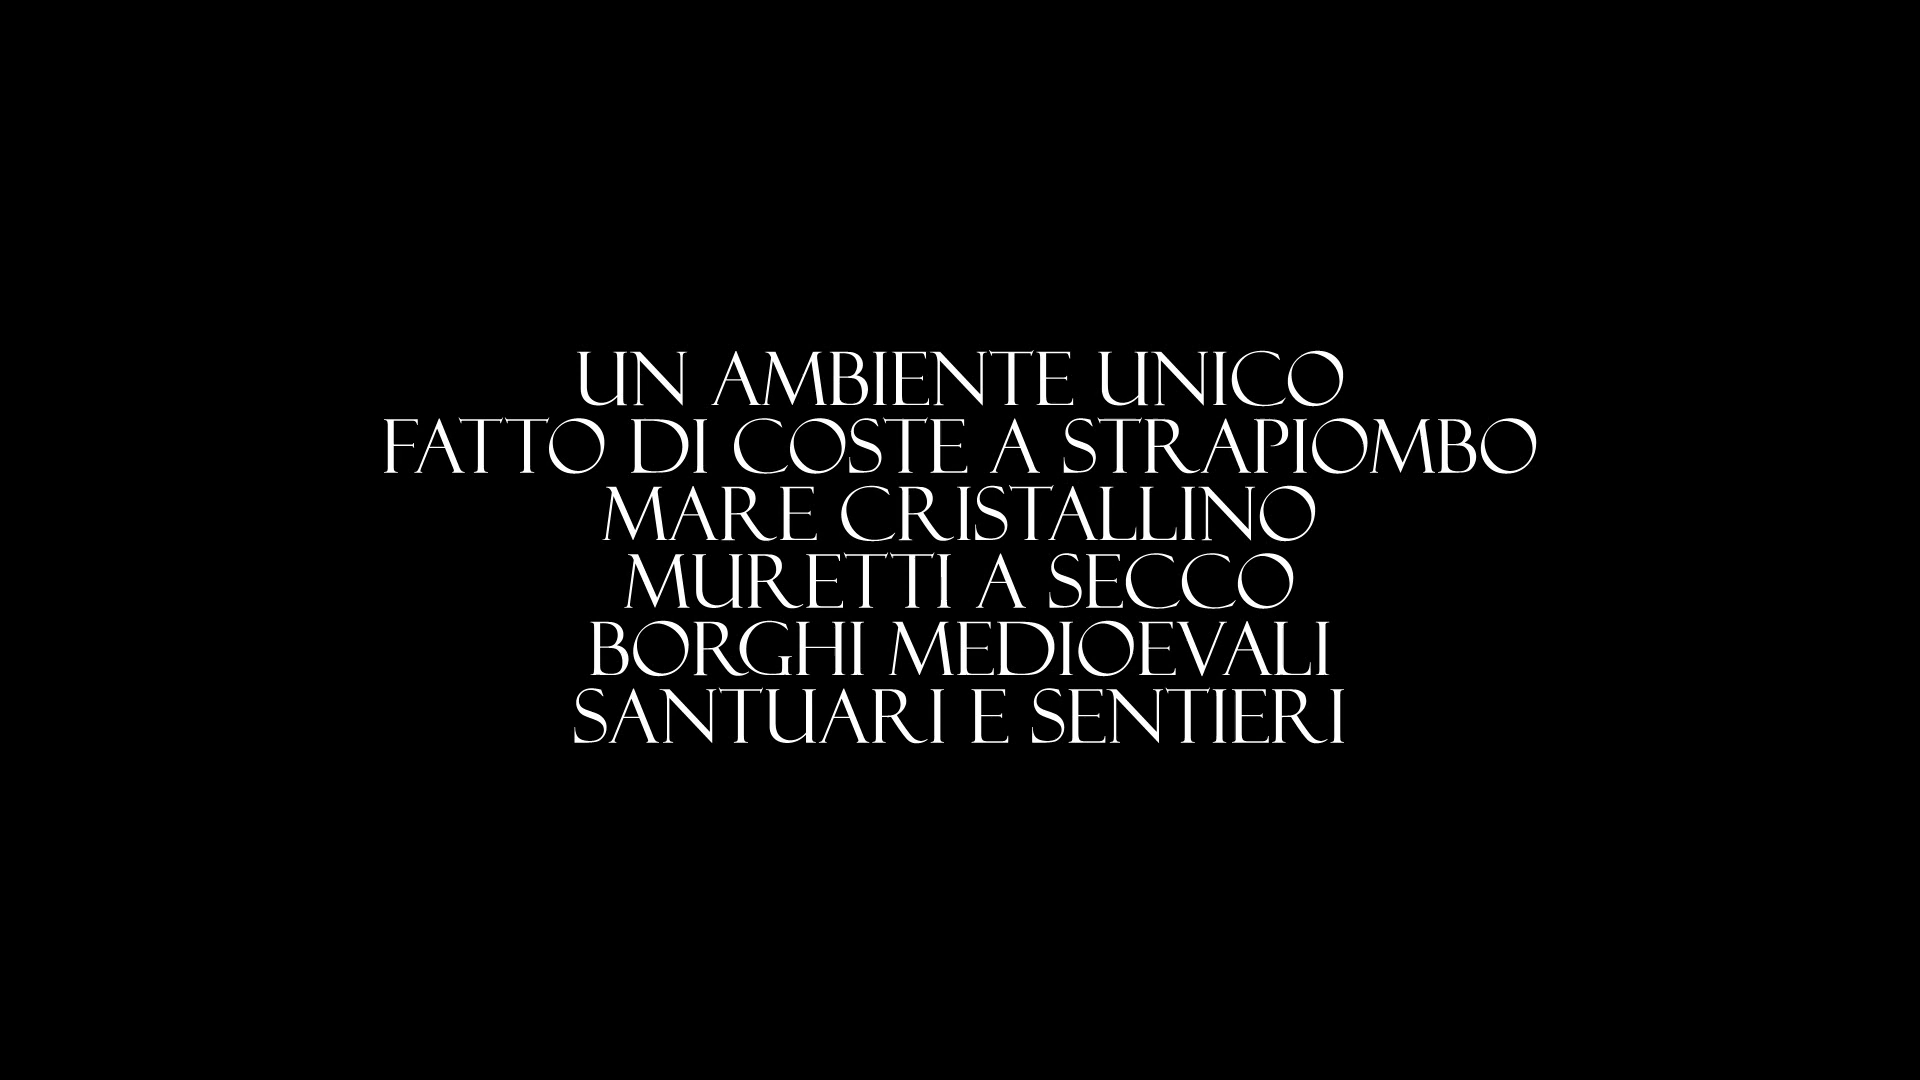 UN AMBIENTE UNICO
FATTO DI COSTE A STRAPIOMBO
MARE CRISTALLINO
MURETTI A SECCO
BORGHI MEDIOEVALI
SANTUARI E SENTIERI